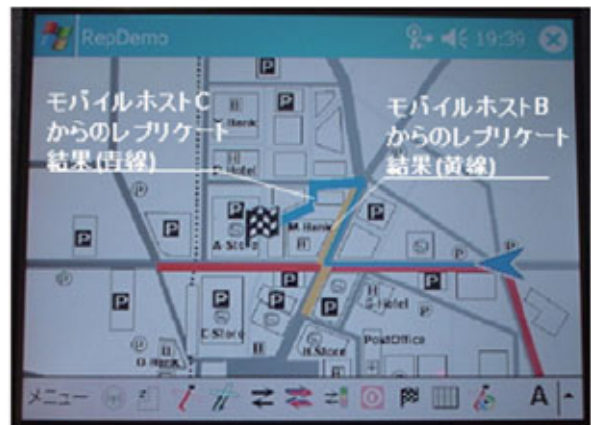 RepDemo
19:39
モバイルホストC
からのレプリケート
結果(青線)
モバイルホストB
からのレプリケート
結果(黄線)
P
P
H
-Bank
H
-Hotel
P
P
P
P
M-Bank
A-Store
H
P
P
P
P
H
G-Hotel
P
P
E-Store
P
PostOffice
H
H-Store
P
メニュー
A